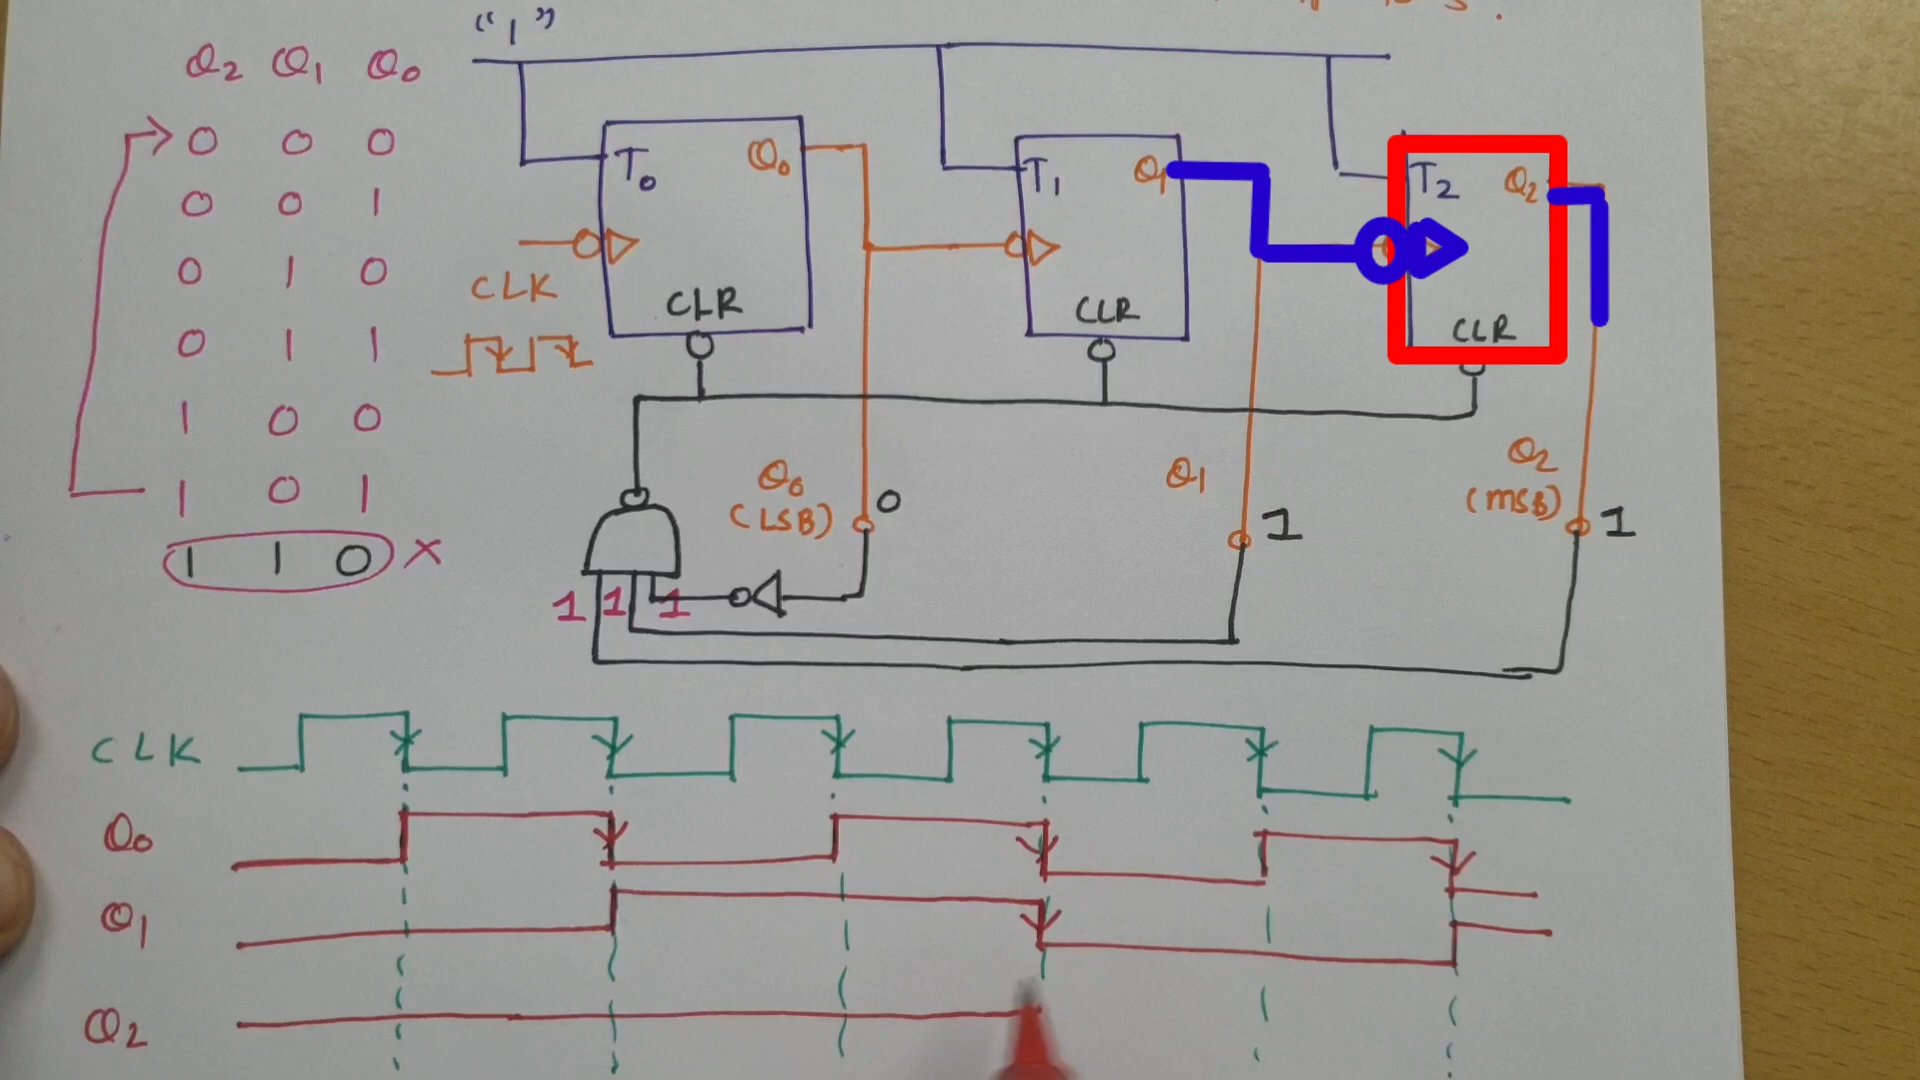 "1"
Q2 Q1 Q0
0 0 0
0 0 1
0 1 0
0 1 1
1 0 0
1 0 1
1 1 0 ×
T0 Q0
CLK
CLR
T1 Q1
CLR
T2 Q2
CLR
Q0
(LSB)
0
Q1
1
Q2
(MSB)
1
1 1 1
CLK
Q0
Q1
Q2